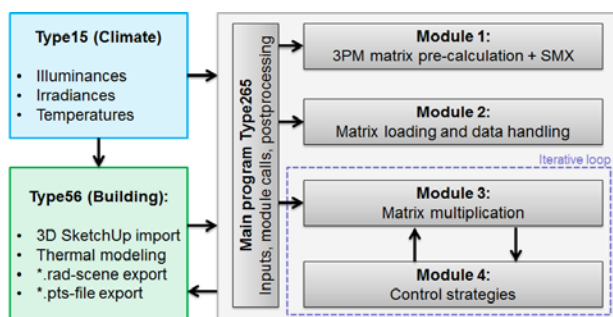 Type15 (Climate)
• Illuminances
• Irradiances
• Temperatures
Type56 (Building):
• 3D SketchUp import
• Thermal modeling
• *.rad-scene export
• *.pts-file export
Main program Type265
Inputs, module calls, postprocessing
Module 1:
3PM matrix pre-calculation + SMX
Module 2:
Matrix loading and data handling
Iterative loop
Module 3:
Matrix multiplication
Module 4:
Control strategies